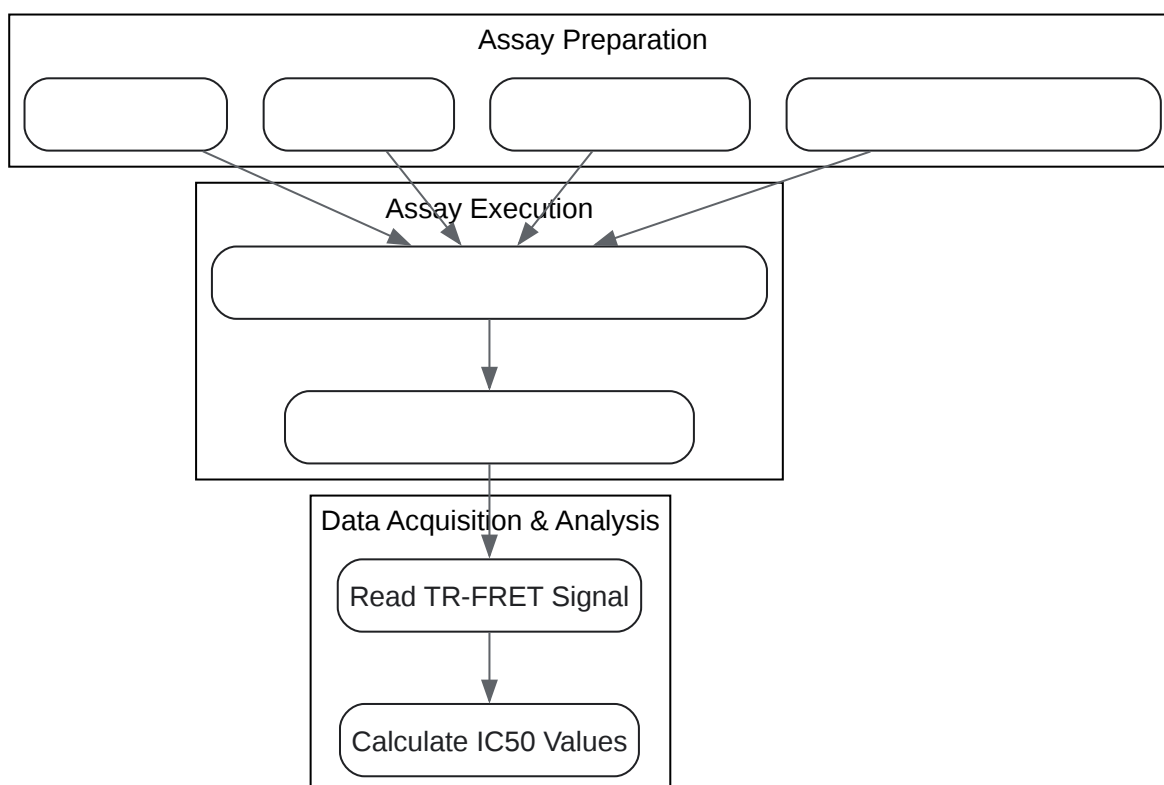 Assay Preparation
Assay Execution
Data Acquisition & Analysis
Read TR-FRET Signal
Calculate IC50 Values